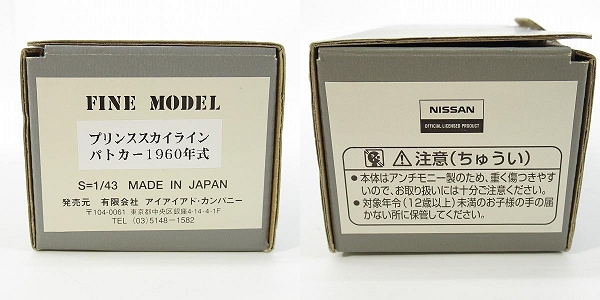 FINE MODEL
プリンススカイライン
パトカー1960年式
S=1/43 MADE IN JAPAN
発売元 有限会社 アイアイアド・カンパニー
〒104-0061 東京都中央区銀座4-14-4-1F
TEL (03)5148-1582
NISSAN
OFFICIAL LICENSED PRODUCT
注意(ちゅうい)
●本体はアンチモニー製のため、重く傷つきやす
いので、お取り扱いには十分ご注意ください。
●対象年令(12歳以上)未満のお子様の手の届
かない所に保管してください。